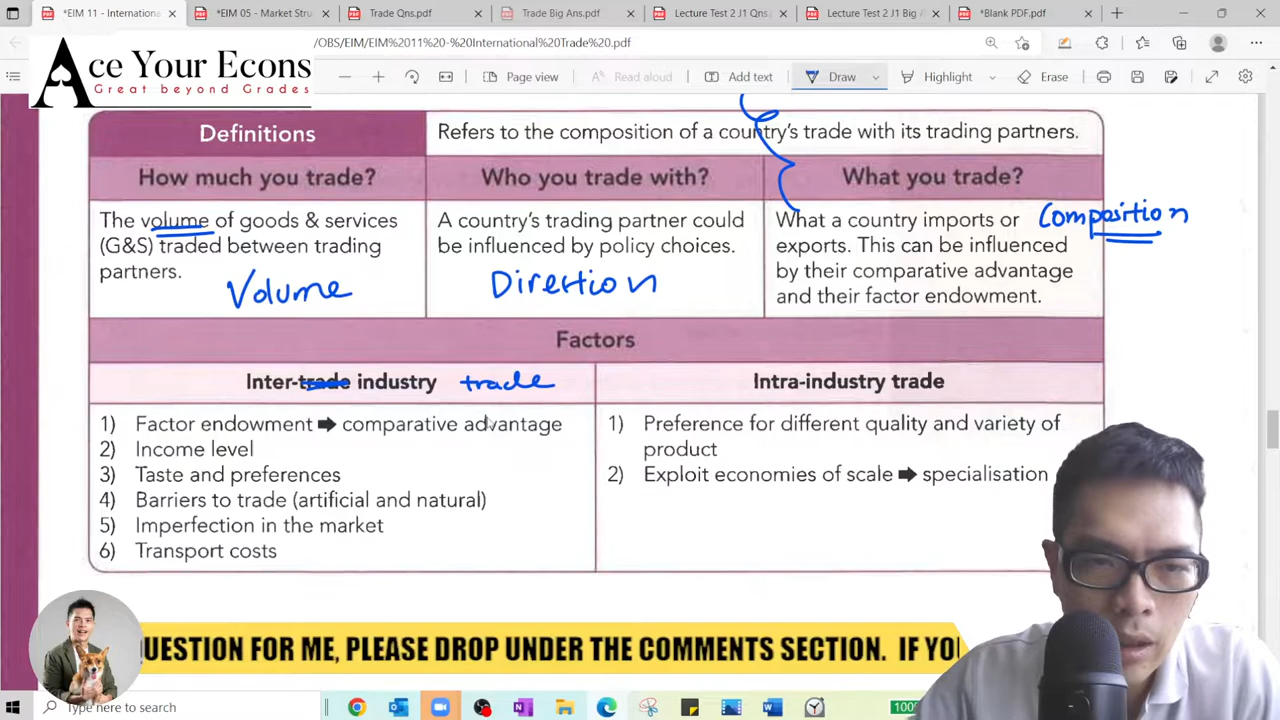 *EIM 11 - Internationa
*EIM 05 - Market Stru
Trade Qns.pdf
Trade Big Ans.pdf
Lecture Test 2 J1 Qns.pdf
Lecture Test 2 J1 Big A
*Blank PDF.pdf
/OBS/EIM/EIM%2011%20-%20International%20Trade%20.pdf
Ace Your Econs
Great beyond Grades
Page view
Read aloud
Add text
Draw
Highlight
Erase
Definitions
Refers to the composition of a country's trade with its trading partners.
How much you trade?
Who you trade with?
What you trade?
The volume of goods & services
(G&S) traded between trading
partners.
Volume
A country's trading partner could
be influenced by policy choices.
Direction
What a country imports or
exports. This can be influenced
by their comparative advantage
and their factor endowment.
Composition
Factors
Inter-trade industry trade
Intra-industry trade
1) Factor endowment ➡ comparative advantage
2) Income level
3) Taste and preferences
4) Barriers to trade (artificial and natural)
5) Imperfection in the market
6) Transport costs
1) Preference for different quality and variety of
product
2) Exploit economies of scale ➡ specialisation
QUESTION FOR ME, PLEASE DROP UNDER THE COMMENTS SECTION. IF YO
Type here to search
100%